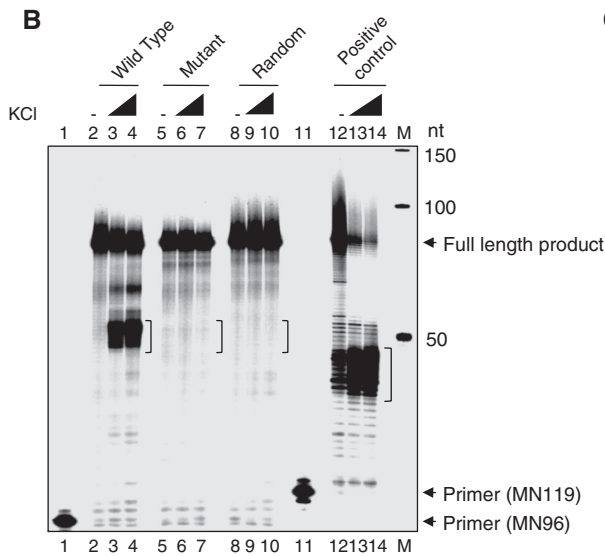 B
Wild Type
Mutant
Random
Positive
control
KCl - - - -
1 2 3 4 5 6 7 8 9 10 11 12 13 14 M nt
150
100
Full length product
50
Primer (MN119)
Primer (MN96)
1 2 3 4 5 6 7 8 9 10 11 12 13 14 M